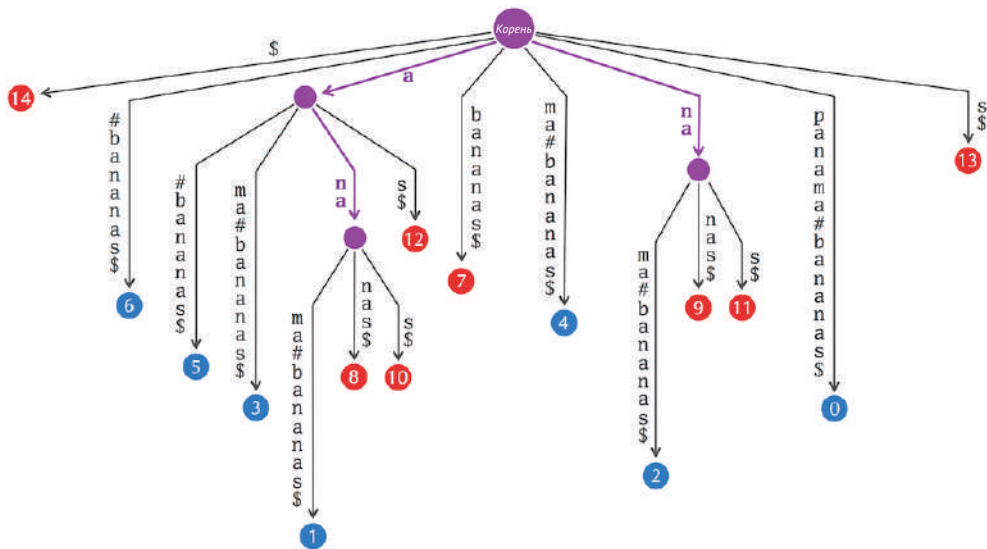 Корень
$
a
na
#bananas$
bananas$
ma#bananas$
panama#bananas$
s$
14
13
#bananas$
ma#bananas$
na
s$
12
ma#bananas$
nas$
s$
7
6
4
9
11
ma#bananas$
nas$
s$
5
8
10
3
0
2
1